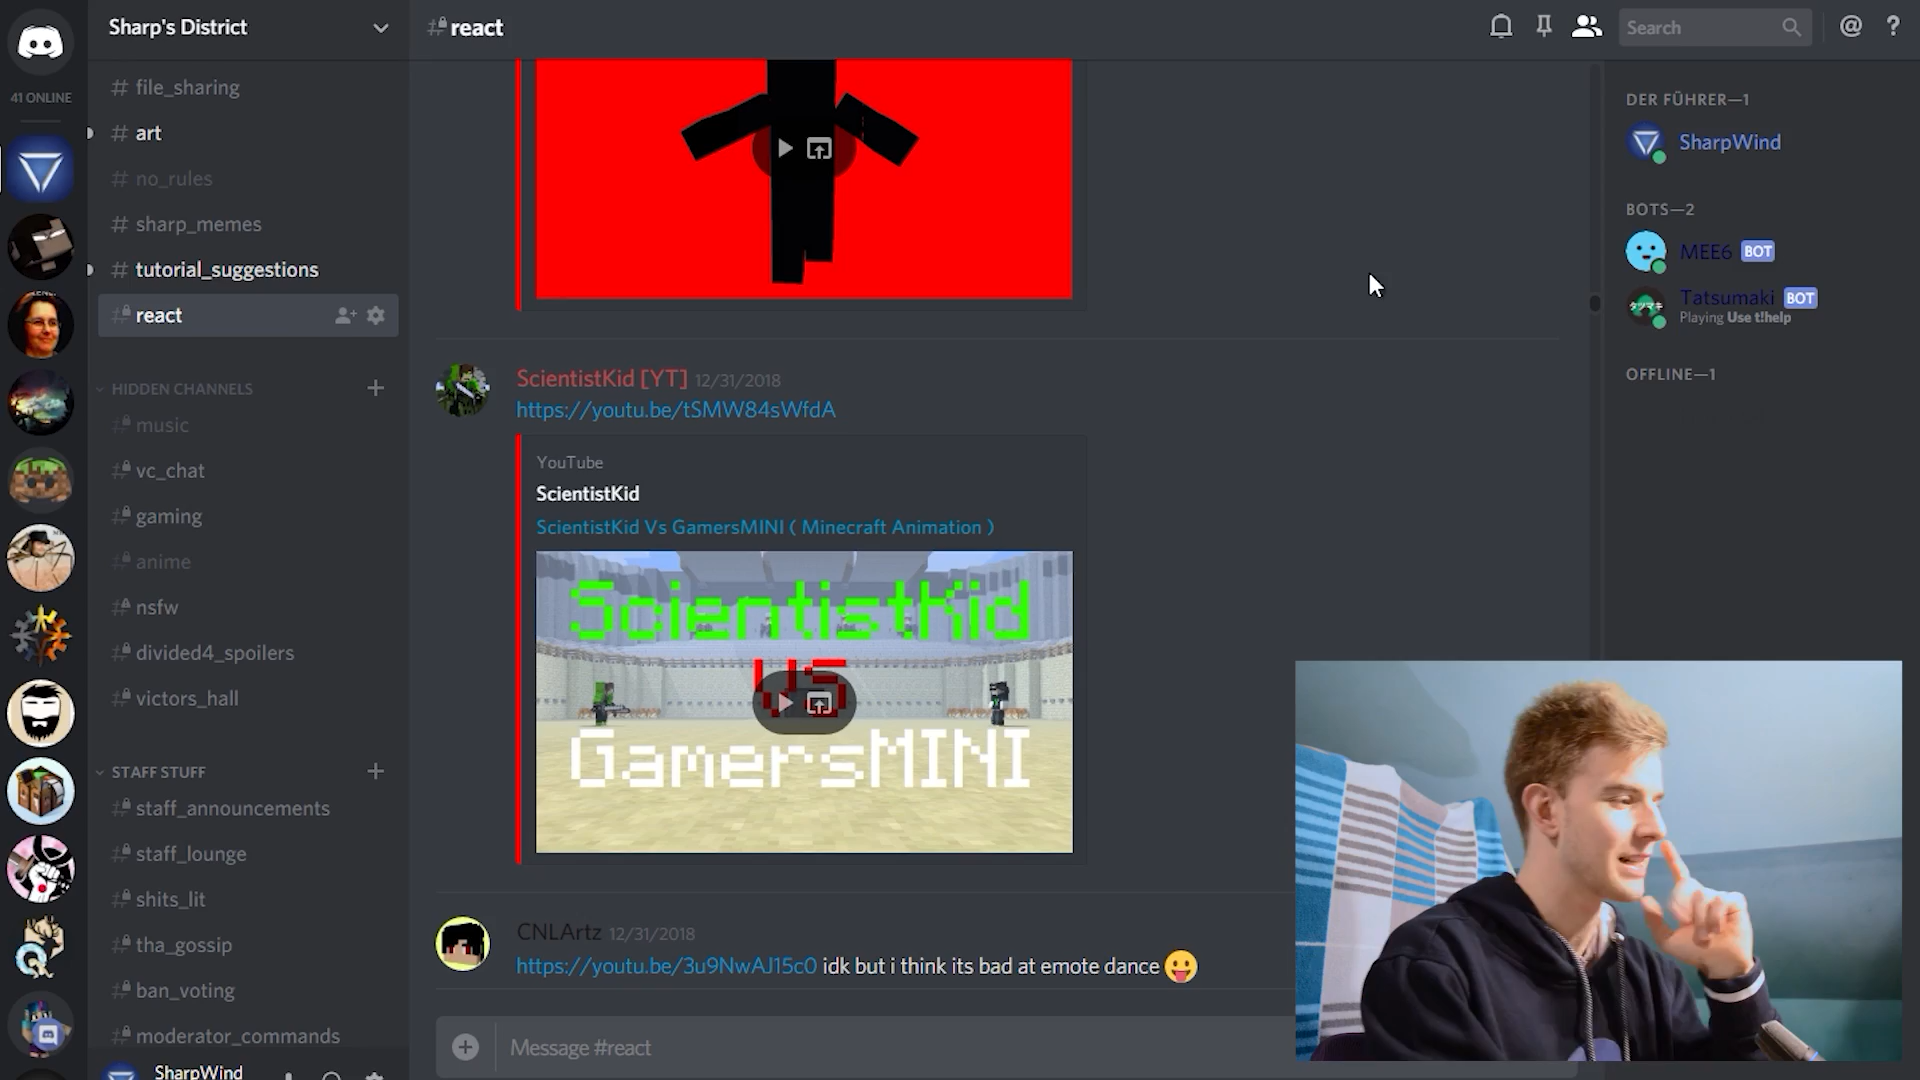 Sharp's District
41 ONLINE
# file_sharing
# art
# no_rules
# sharp_memes
# tutorial_suggestions
# react
HIDDEN CHANNELS
# music
# vc_chat
# gaming
# anime
# nsfw
# divided4_spoilers
# victors_hall
STAFF STUFF
# staff_announcements
# staff_lounge
# shits_lit
# tha_gossip
# ban_voting
# moderator_commands
SharpWind
# react
Search
@ ?
ScientistKid [YT] 12/31/2018
https://youtu.be/tSMW84sWfdA
YouTube
ScientistKid
ScientistKid Vs GamersMINI ( Minecraft Animation )
ScientistKid
VS
GamersMINI
CNLArtz 12/31/2018
https://youtu.be/3u9NwAJ15c0 idk but i think its bad at emote dance
Message #react
DER FÜHRER—1
SharpWind
BOTS—2
MEE6 BOT
Tatsumaki BOT
Playing Use t!help
OFFLINE—1